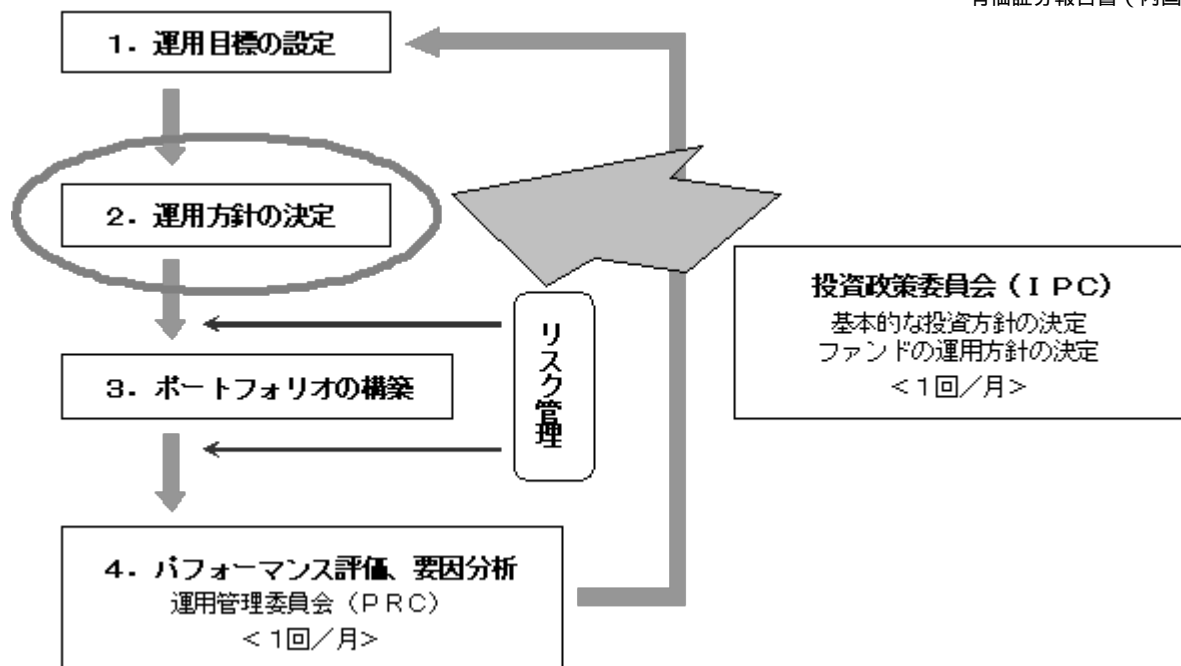 １．運用目標の設定
２．運用方針の決定
３．ポートフォリオの構築
リスク管理
投資政策委員会（ＩＰＣ）
基本的な投資方針の決定
ファンドの運用方針の決定
＜１回／月＞
４．パフォーマンス評価、要因分析
運用管理委員会（ＰＲＣ）
＜１回／月＞